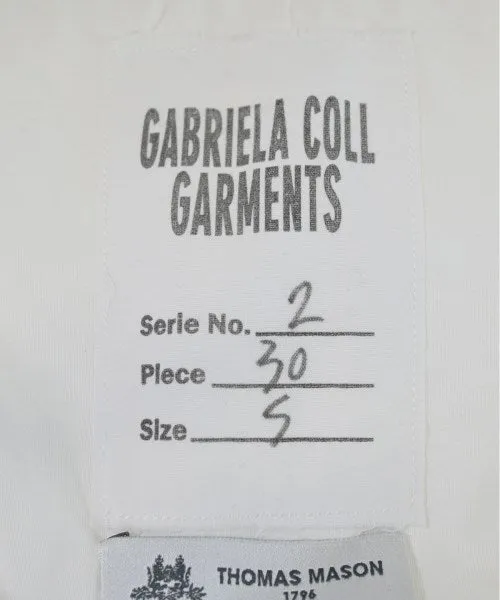 GABRIELA COLL
GARMENTS
Serie No. 2
Piece 30
Size S
THOMAS MASON
1796